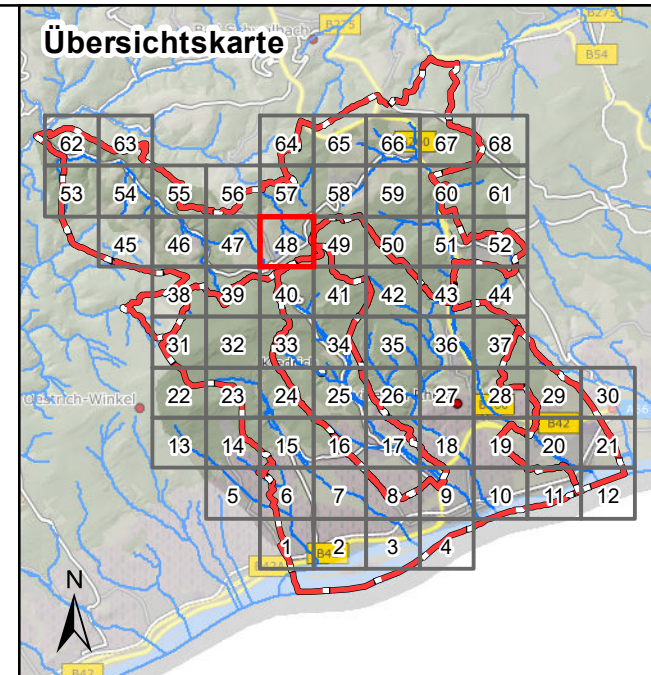 Übersichtskarte
B275
B54
62 63 64 65 66 67 68
53 54 55 56 57 58 59 60 61
45 46 47 48 49 50 51 52
38 39 40 41 42 43 44
31 32 33 34 35 36 37
22 23 24 25 26 27 28 29 30
Oestrich-Winkel
B42
13 14 15 16 17 18 19 20 21
5 6 7 8 9 10 11 12
1 2 3 4
N
B42